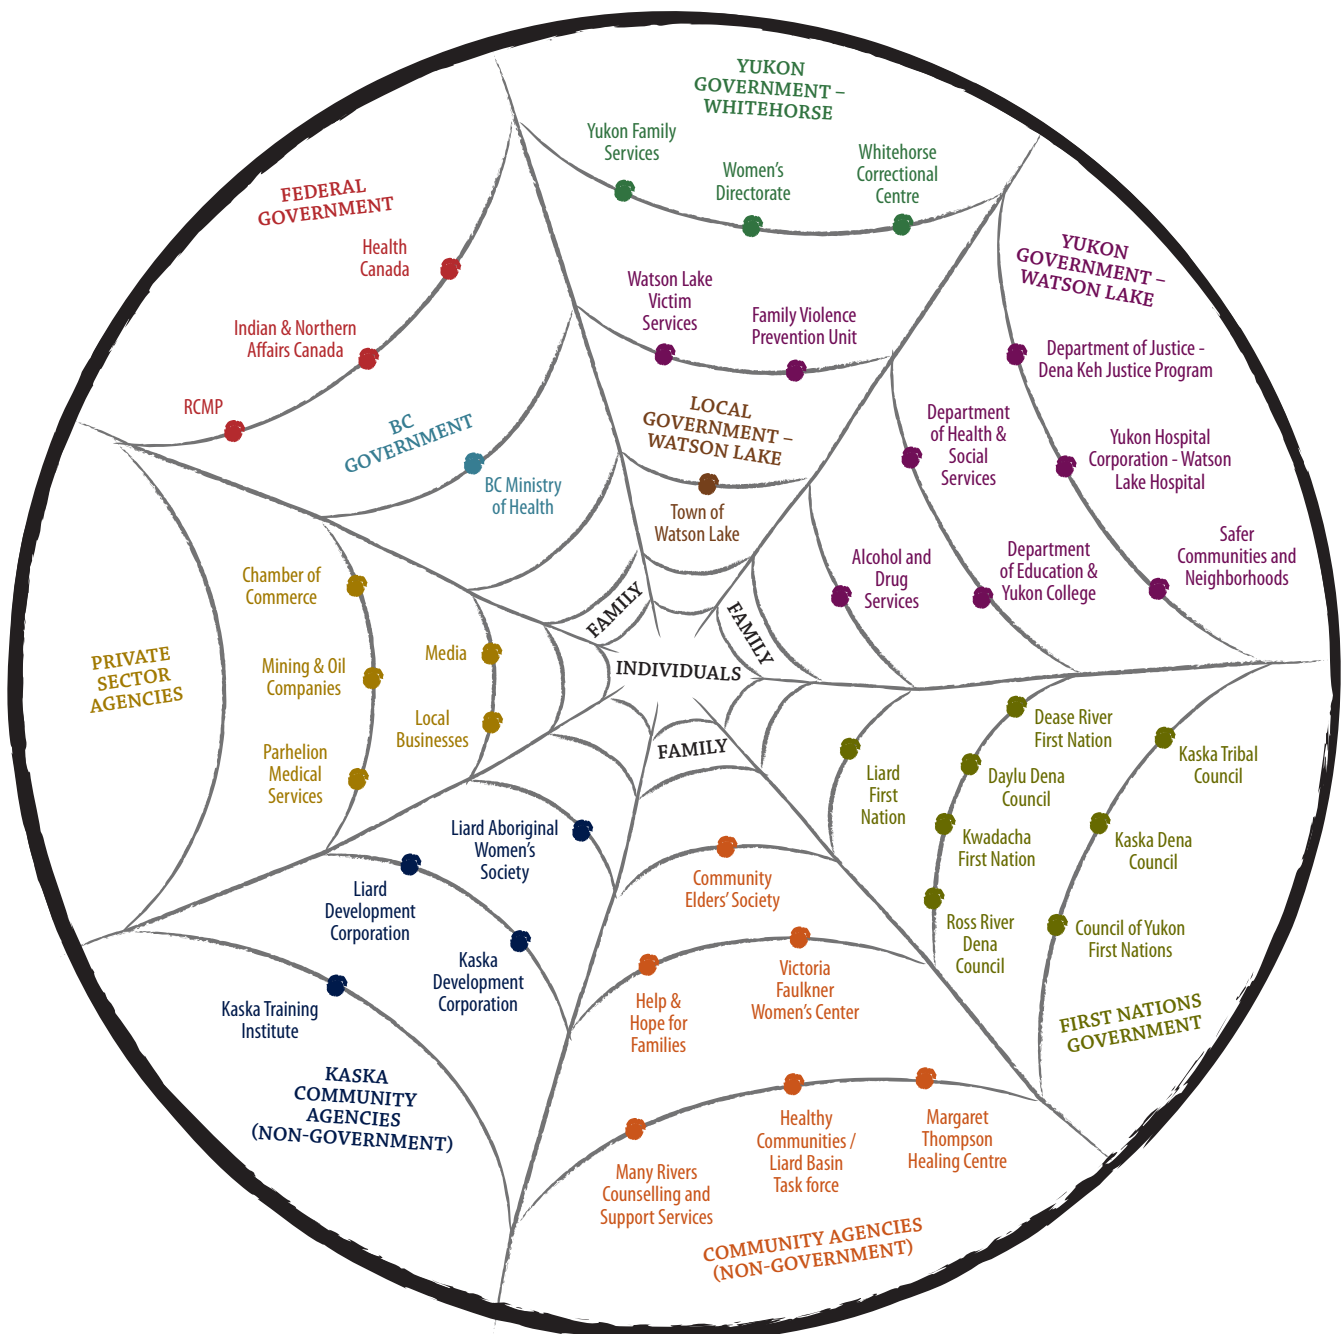 YUKON
GOVERNMENT –
WHITEHORSE
Yukon Family
Services
Women's
Directorate
Whitehorse
Correctional
Centre
FEDERAL
GOVERNMENT
Health
Canada
Indian & Northern
Affairs Canada
RCMP
BC
GOVERNMENT
BC Ministry
of Health
Watson Lake
Victim
Services
Family Violence
Prevention Unit
LOCAL
GOVERNMENT –
WATSON LAKE
Town of
Watson Lake
YUKON
GOVERNMENT –
WATSON LAKE
Department of Justice -
Dena Keh Justice Program
Department
of Health &
Social
Services
Yukon Hospital
Corporation - Watson
Lake Hospital
Alcohol and
Drug
Services
Department
of Education &
Yukon College
Safer
Communities and
Neighborhoods
PRIVATE
SECTOR
AGENCIES
Chamber of
Commerce
Mining & Oil
Companies
Parhelion
Medical
Services
Media
Local
Businesses
FAMILY
FAMILY
INDIVIDUALS
FAMILY
Liard
First
Nation
Dease River
First Nation
Daylu Dena
Council
Kwadacha
First Nation
Ross River
Dena
Council
Kaska Tribal
Council
Kaska Dena
Council
Council of Yukon
First Nations
FIRST NATIONS
GOVERNMENT
Liard Aboriginal
Women's
Society
Liard
Development
Corporation
Kaska
Development
Corporation
Kaska Training
Institute
KASKA
COMMUNITY
AGENCIES
(NON-GOVERNMENT)
Community
Elders' Society
Victoria
Faulkner
Women's Center
Help &
Hope for
Families
Many Rivers
Counselling and
Support Services
Healthy
Communities /
Liard Basin
Task force
Margaret
Thompson
Healing Centre
COMMUNITY AGENCIES
(NON-GOVERNMENT)